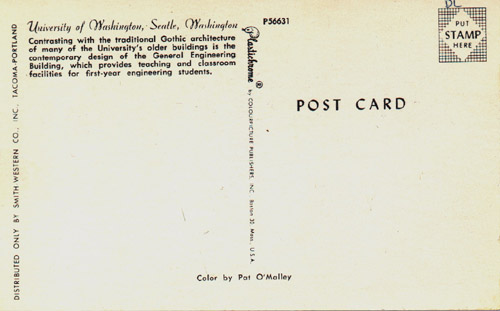 University of Washington, Seattle, Washington
Contrasting with the traditional Gothic architecture
of many of the University's older buildings is the
contemporary design of the General Engineering
Building, which provides teaching and classroom
facilities for first-year engineering students.
P56631
Plastichrome ®
by COLOURPICTURE PUBLISHERS, INC. Boston 30, Mass., U.S.A.
DISTRIBUTED ONLY BY SMITH-WESTERN CO., INC., TACOMA-PORTLAND
PUT
STAMP
HERE
POST CARD
Color by Pat O'Malley